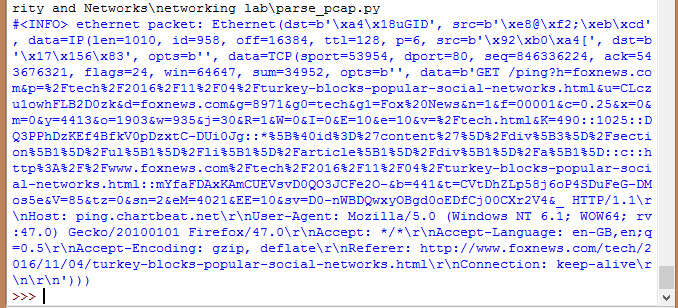 rity and Networks\networking lab\parse_pcap.py
#<INFO> ethernet packet: Ethernet(dst=b'\xa4\x18uGID', src=b'\xe8@\xf2;\xeb\xcd'
, data=IP(len=1010, id=958, off=16384, ttl=128, p=6, src=b'\x92\xb0\xa4[', dst=b
'\x17\x156\x83', opts=b'', data=TCP(sport=53954, dport=80, seq=846336224, ack=53
3676321, flags=24, win=64647, sum=34952, opts=b'', data=b'GET /ping?h=foxnews.co
m&p=%2Ftech%2F2016%2F11%2F04%2Fturkey-blocks-popular-social-networks.html&u=CLcz
u1owhFLB2D0zk&d=foxnews.com&g=8971&g0=tech&g1=Fox%20News&n=1&f=00001&c=0.25&x=0&
m=0&y=4413&o=1903&w=935&j=30&R=1&W=0&I=0&E=10&e=10&v=%2Ftech.html&K=490::1025::D
Q3PPhDzKEf4BfkV0pDzxtC-DUi0Jg::*%5B%40id%3D%27content%27%5D%2Fdiv%5B3%5D%2Fsecti
on%5B1%5D%2Ful%5B1%5D%2Fli%5B1%5D%2Farticle%5B1%5D%2Fdiv%5B1%5D%2Fa%5B1%5D::c::h
ttp%3A%2F%2Fwww.foxnews.com%2Ftech%2F2016%2F11%2F04%2Fturkey-blocks-popular-soci
al-networks.html::mYfaFDAxKAmCUEVsvD0QO3JCFe2O-&b=441&t=CVtDhZLp58j6oP4SDuFeG-DM
os5e&V=85&tz=0&sn=2&eM=4021&EE=10&sv=D0-nWBDQwxyOBgd0oEDfCj00CXr2V4&_ HTTP/1.1\r
\nHost: ping.chartbeat.net\r\nUser-Agent: Mozilla/5.0 (Windows NT 6.1; WOW64; rv
:47.0) Gecko/20100101 Firefox/47.0\r\nAccept: */*\r\nAccept-Language: en-GB,en;q
=0.5\r\nAccept-Encoding: gzip, deflate\r\nReferer: http://www.foxnews.com/tech/2
016/11/04/turkey-blocks-popular-social-networks.html\r\nConnection: keep-alive\r
\n\r\n')))
>>>